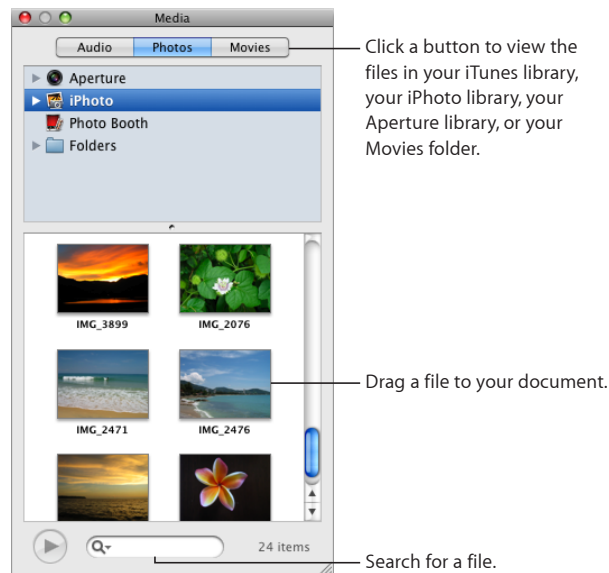 Media
Audio Photos Movies
Click a button to view the
files in your iTunes library,
your iPhoto library, your
Aperture library, or your
Movies folder.
Aperture
iPhoto
Photo Booth
Folders
IMG_3899 IMG_2076
Drag a file to your document.
IMG_2471 IMG_2476
24 items
Search for a file.